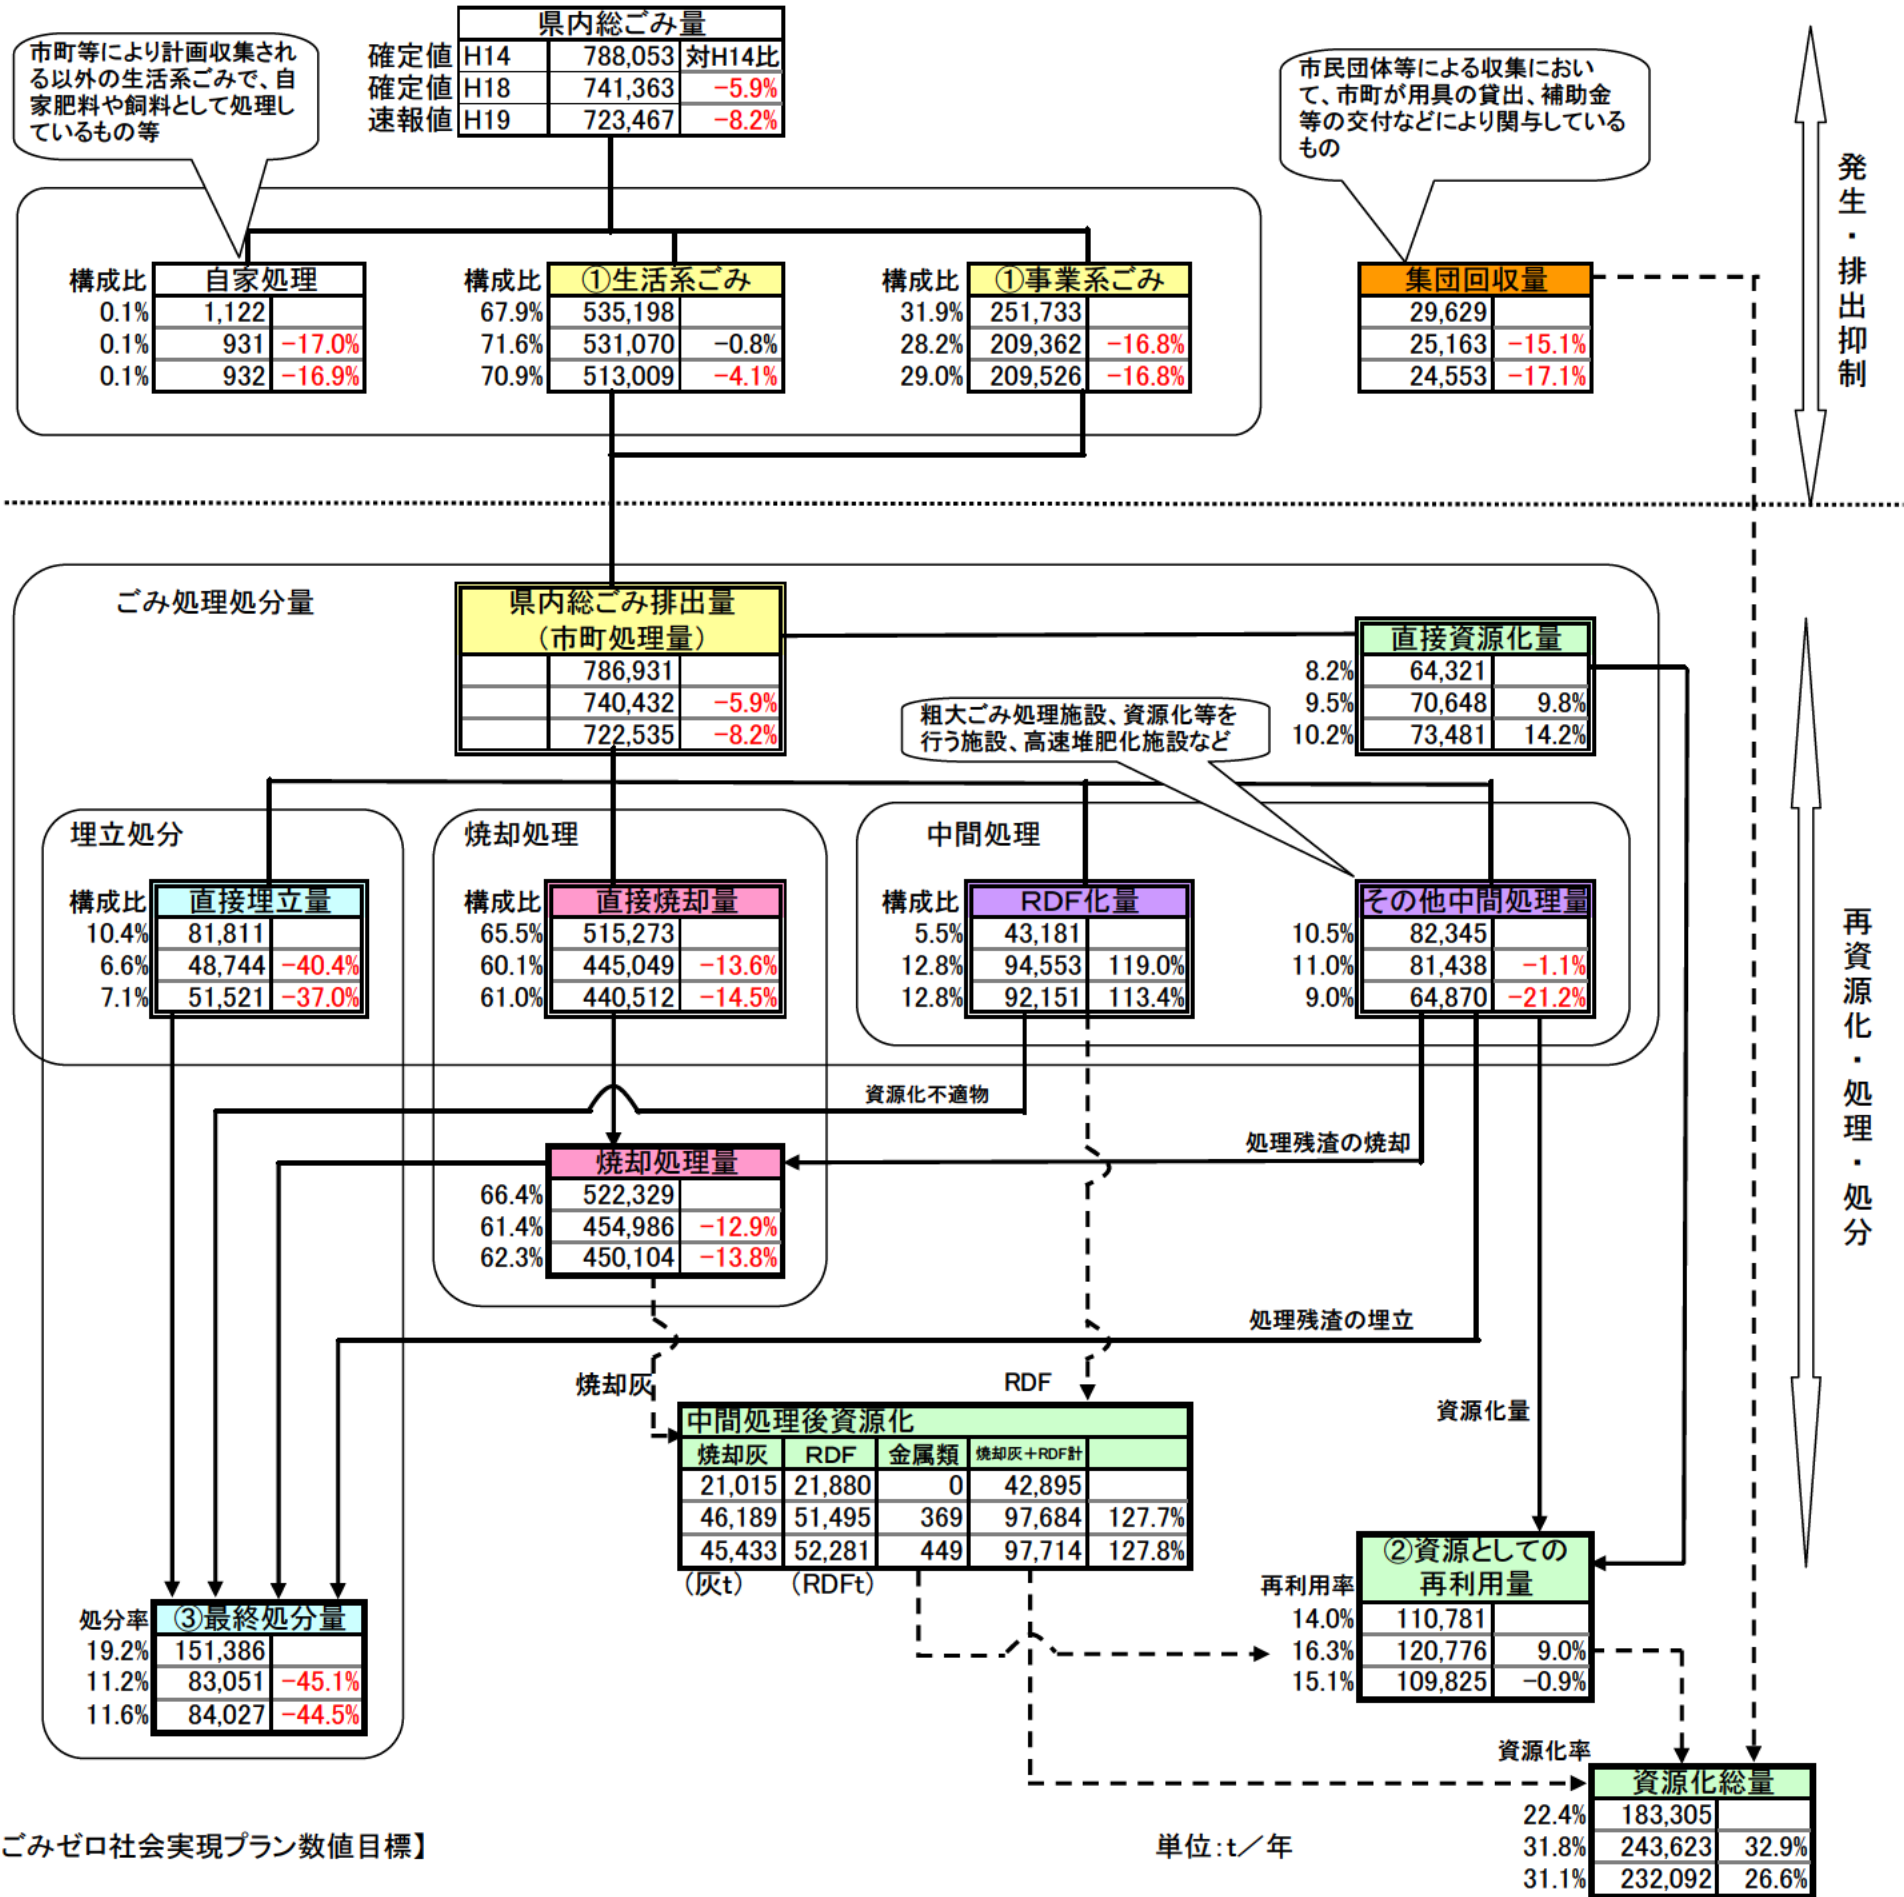 県内総ごみ量
確定値 H14 788,053 対H14比
確定値 H18 741,363 −5.9%
速報値 H19 723,467 −8.2%
市町等により計画収集され
る以外の生活系ごみで、自
家肥料や飼料として処理し
ているもの等
市民団体等による収集におい
て、市町が用具の貸出、補助金
等の交付などにより関与している
もの
発生・排出抑制
構成比 自家処理
0.1% 1,122
0.1% 931 −17.0%
0.1% 932 −16.9%
構成比 ①生活系ごみ
67.9% 535,198
71.6% 531,070 −0.8%
70.9% 513,009 −4.1%
構成比 ①事業系ごみ
31.9% 251,733
28.2% 209,362 −16.8%
29.0% 209,526 −16.8%
集団回収量
29,629
25,163 −15.1%
24,553 −17.1%
ごみ処理処分量
県内総ごみ排出量
（市町処理量）
786,931
740,432 −5.9%
722,535 −8.2%
直接資源化量
8.2% 64,321
9.5% 70,648 9.8%
10.2% 73,481 14.2%
粗大ごみ処理施設、資源化等を
行う施設、高速堆肥化施設など
再資源化・処理・処分
埋立処分
構成比 直接埋立量
10.4% 81,811
6.6% 48,744 −40.4%
7.1% 51,521 −37.0%
焼却処理
構成比 直接焼却量
65.5% 515,273
60.1% 445,049 −13.6%
61.0% 440,512 −14.5%
中間処理
構成比 RDF化量
5.5% 43,181
12.8% 94,553 119.0%
12.8% 92,151 113.4%
その他中間処理量
10.5% 82,345
11.0% 81,438 −1.1%
9.0% 64,870 −21.2%
資源化不適物
処理残渣の焼却
焼却処理量
66.4% 522,329
61.4% 454,986 −12.9%
62.3% 450,104 −13.8%
処理残渣の埋立
焼却灰
RDF
資源化量
中間処理後資源化
焼却灰 RDF 金属類 焼却灰＋RDF計
21,015 21,880 0 42,895
46,189 51,495 369 97,684 127.7%
45,433 52,281 449 97,714 127.8%
（灰t） （RDFt）
②資源としての
再利用量
再利用率
14.0% 110,781
16.3% 120,776 9.0%
15.1% 109,825 −0.9%
処分率 ③最終処分量
19.2% 151,386
11.2% 83,051 −45.1%
11.6% 84,027 −44.5%
資源化率
資源化総量
22.4% 183,305
31.8% 243,623 32.9%
31.1% 232,092 26.6%
ごみゼロ社会実現プラン数値目標】
単位：t／年